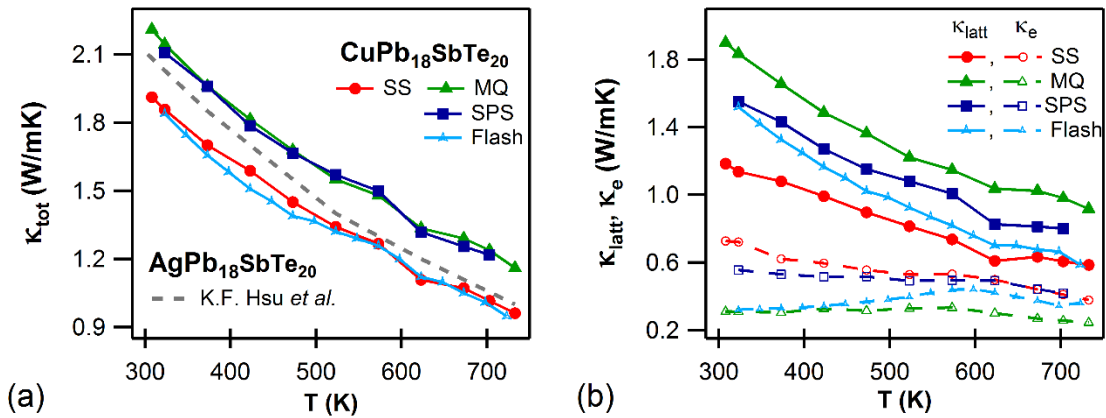 2.1
1.8
1.5
1.2
0.9
κtot (W/mK)
CuPb18SbTe20
SS
MQ
SPS
Flash
AgPb18SbTe20
K.F. Hsu et al.
300 400 500 600 700
T (K)
(a)
1.8
1.4
1.0
0.6
0.2
κlatt, κe (W/mK)
κlatt κe
, SS
, MQ
, SPS
, Flash
300 400 500 600 700
T (K)
(b)